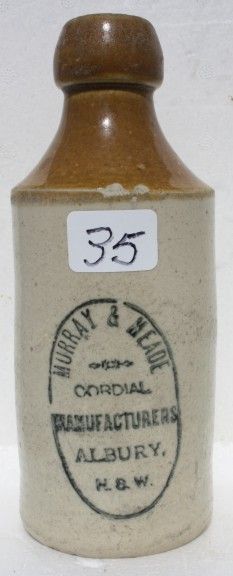 35
MURRAY & MEADE
CORDIAL
MANUFACTURERS
ALBURY,
N.S.W.